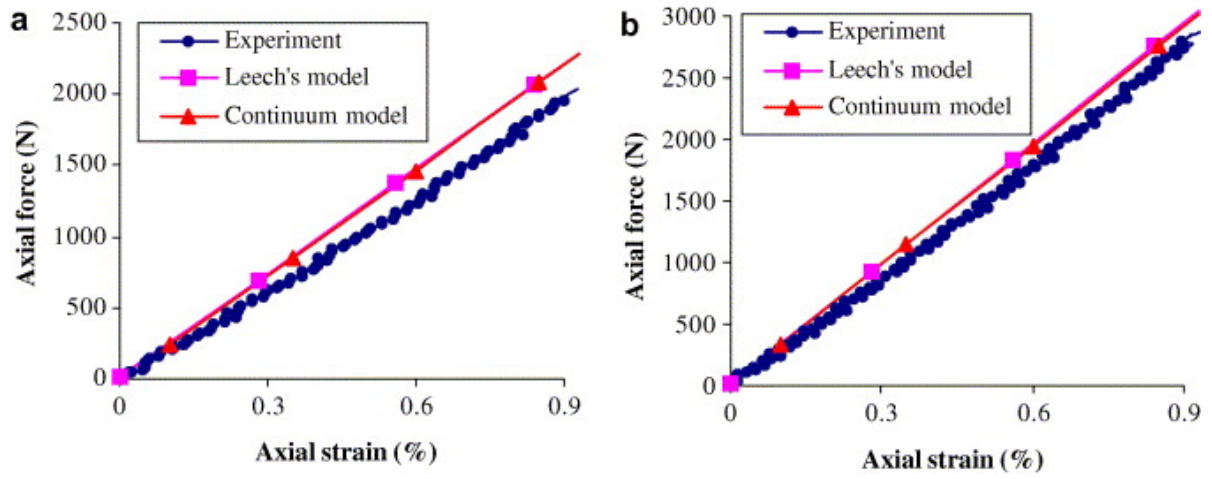 a
2500
2000
1500
1000
500
0
Axial force (N)
Experiment
Leech's model
Continuum model
0 0.3 0.6 0.9
Axial strain (%)
b
3000
2500
2000
1500
1000
500
0
Axial force (N)
Experiment
Leech's model
Continuum model
0 0.3 0.6 0.9
Axial strain (%)